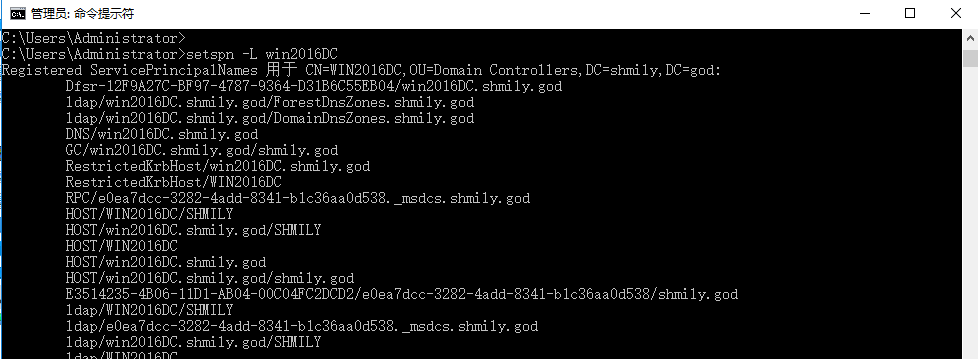 管理员: 命令提示符
C:\Users\Administrator>
C:\Users\Administrator>setspn -L win2016DC
Registered ServicePrincipalNames 用于 CN=WIN2016DC,OU=Domain Controllers,DC=shmily,DC=god:
Dfsr-12F9A27C-BF97-4787-9364-D31B6C55EB04/win2016DC.shmily.god
ldap/win2016DC.shmily.god/ForestDnsZones.shmily.god
ldap/win2016DC.shmily.god/DomainDnsZones.shmily.god
DNS/win2016DC.shmily.god
GC/win2016DC.shmily.god/shmily.god
RestrictedKrbHost/win2016DC.shmily.god
RestrictedKrbHost/WIN2016DC
RPC/e0ea7dcc-3282-4add-8341-b1c36aa0d538._msdcs.shmily.god
HOST/WIN2016DC/SHMILY
HOST/win2016DC.shmily.god/SHMILY
HOST/WIN2016DC
HOST/win2016DC.shmily.god
HOST/win2016DC.shmily.god/shmily.god
E3514235-4B06-11D1-AB04-00C04FC2DCD2/e0ea7dcc-3282-4add-8341-b1c36aa0d538/shmily.god
ldap/WIN2016DC/SHMILY
ldap/e0ea7dcc-3282-4add-8341-b1c36aa0d538._msdcs.shmily.god
ldap/win2016DC.shmily.god/SHMILY
ldap/WIN2016DC